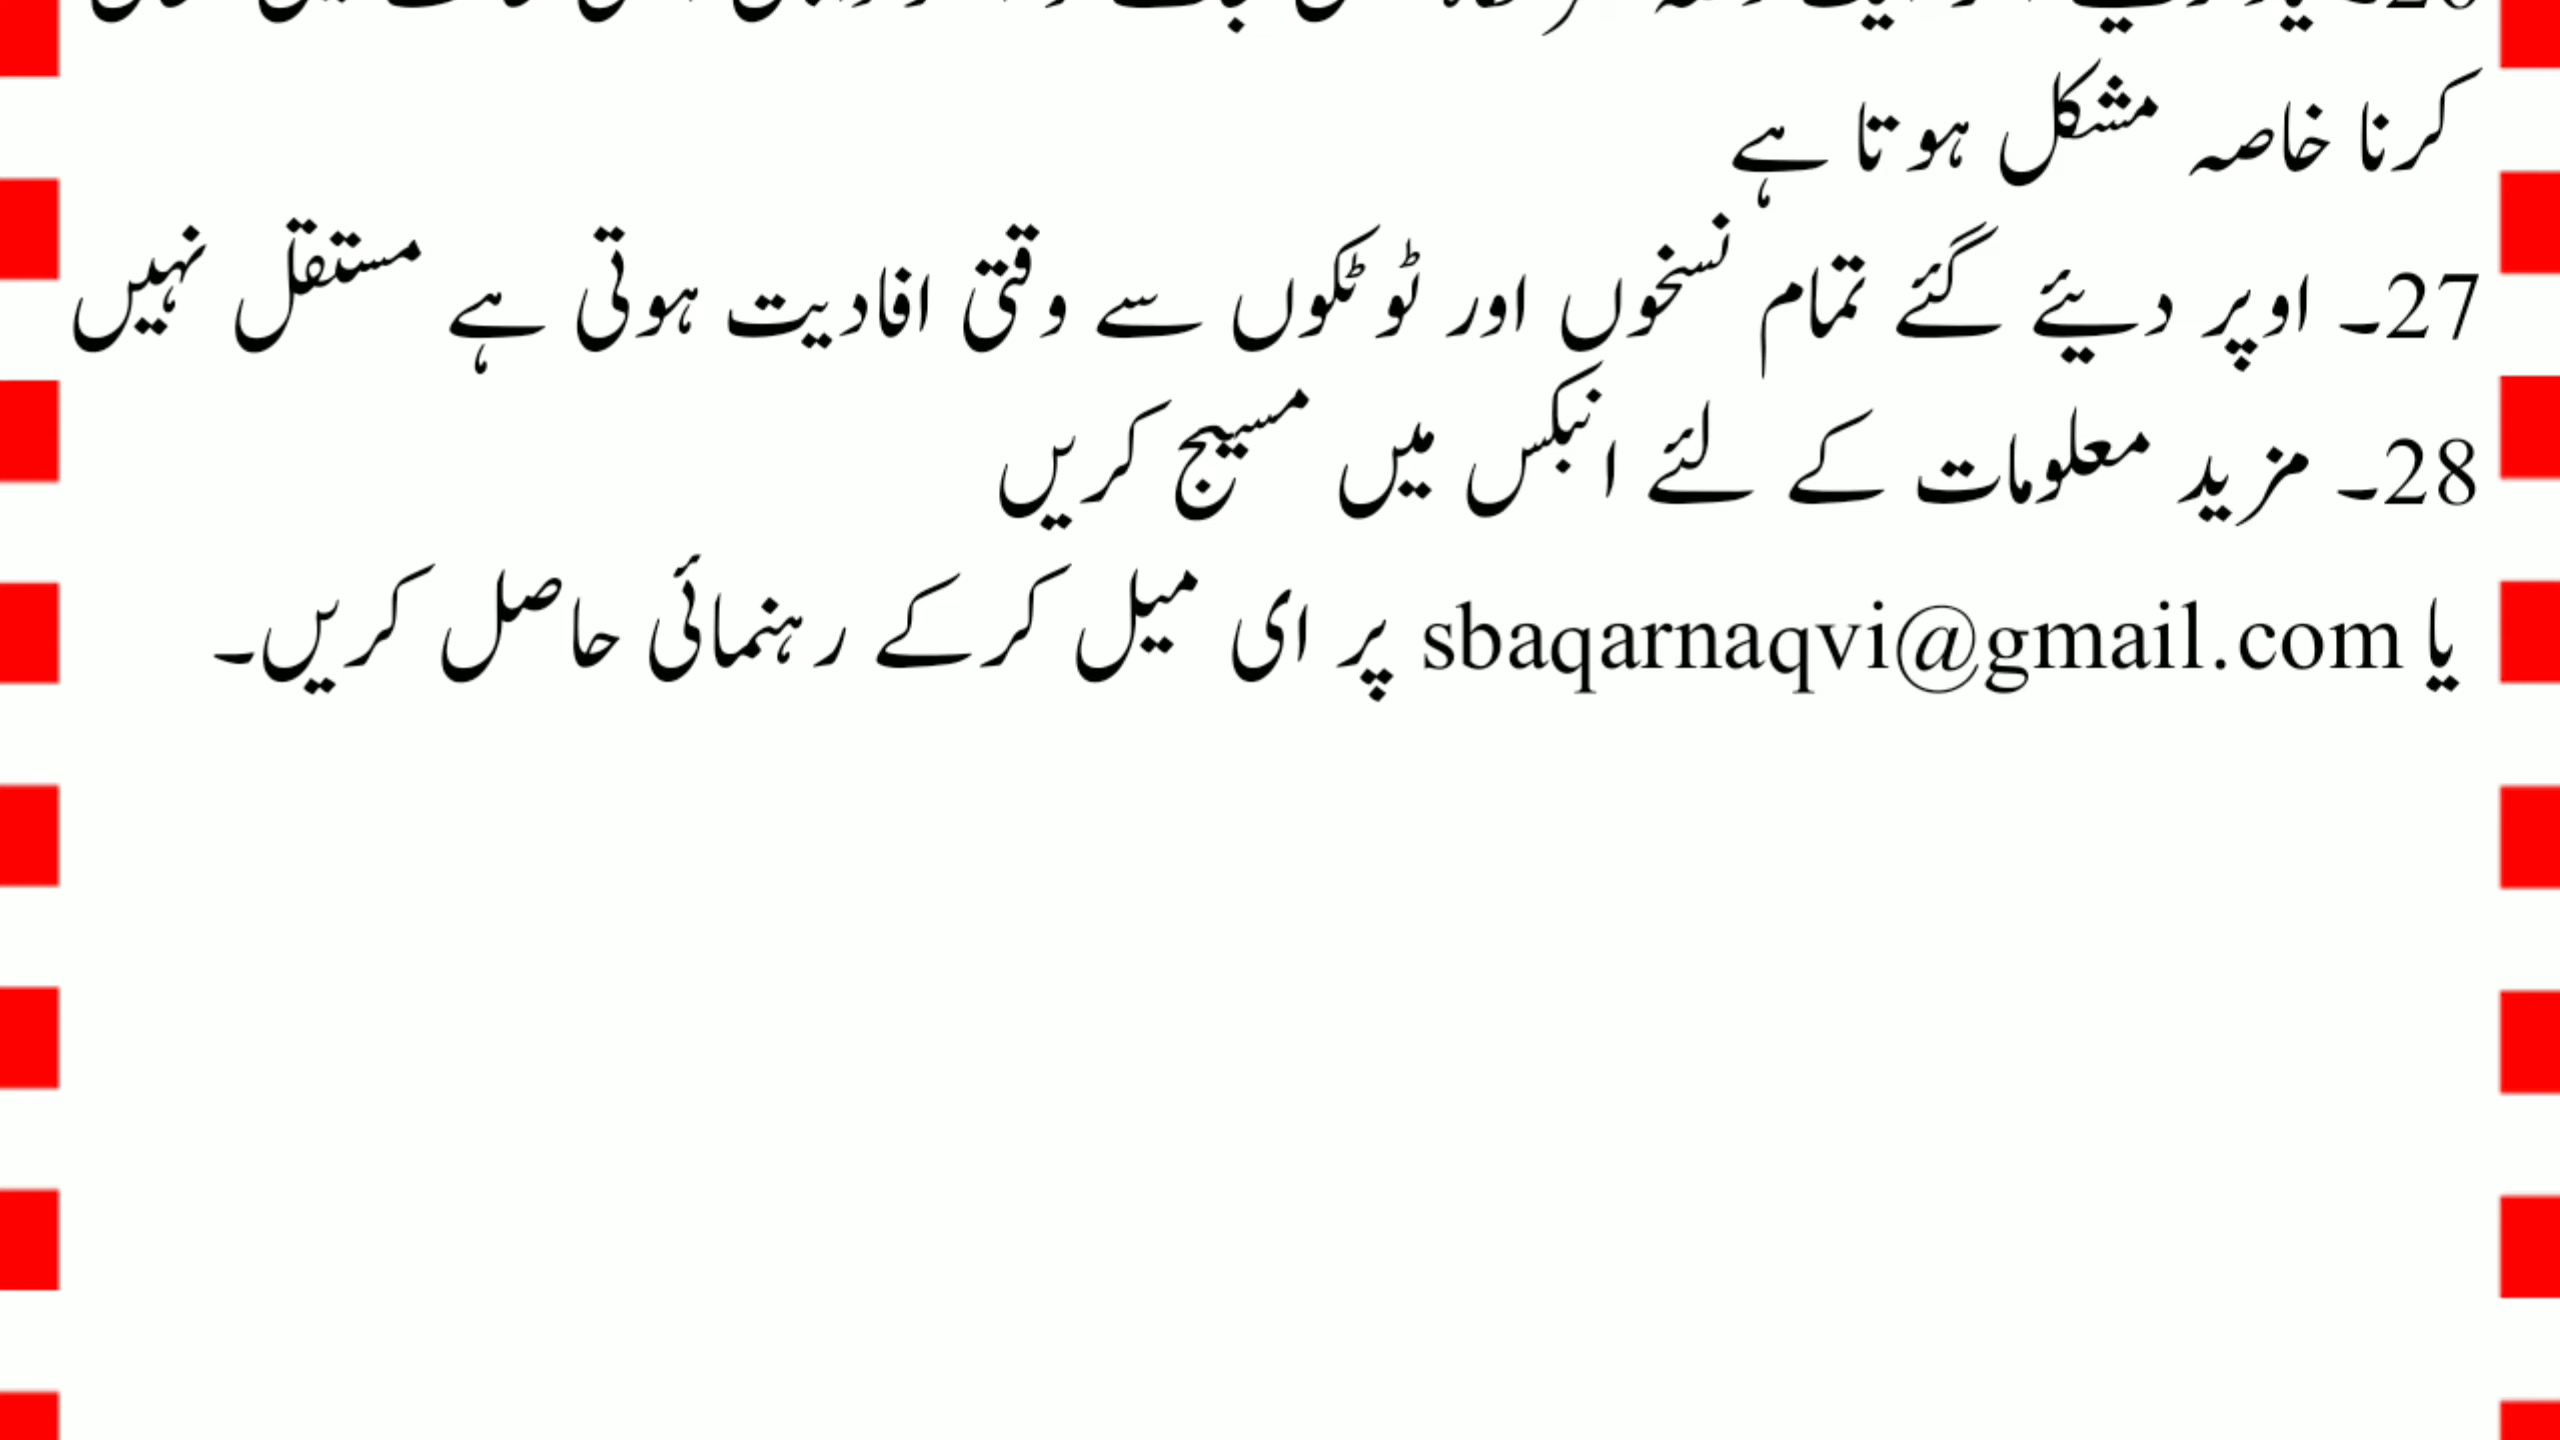 کرنا خاصہ مشکل ہوتا ہے
27۔ اوپر دیئے گئے تمام نسخوں اور ٹوٹکوں سے وقتی افادیت ہوتی ہے مستقل نہیں
28۔ مزید معلومات کے لئے انبکس میں مسیج کریں
یا sbaqarnaqvi@gmail.com پر ای میل کرکے رہنمائی حاصل کریں۔